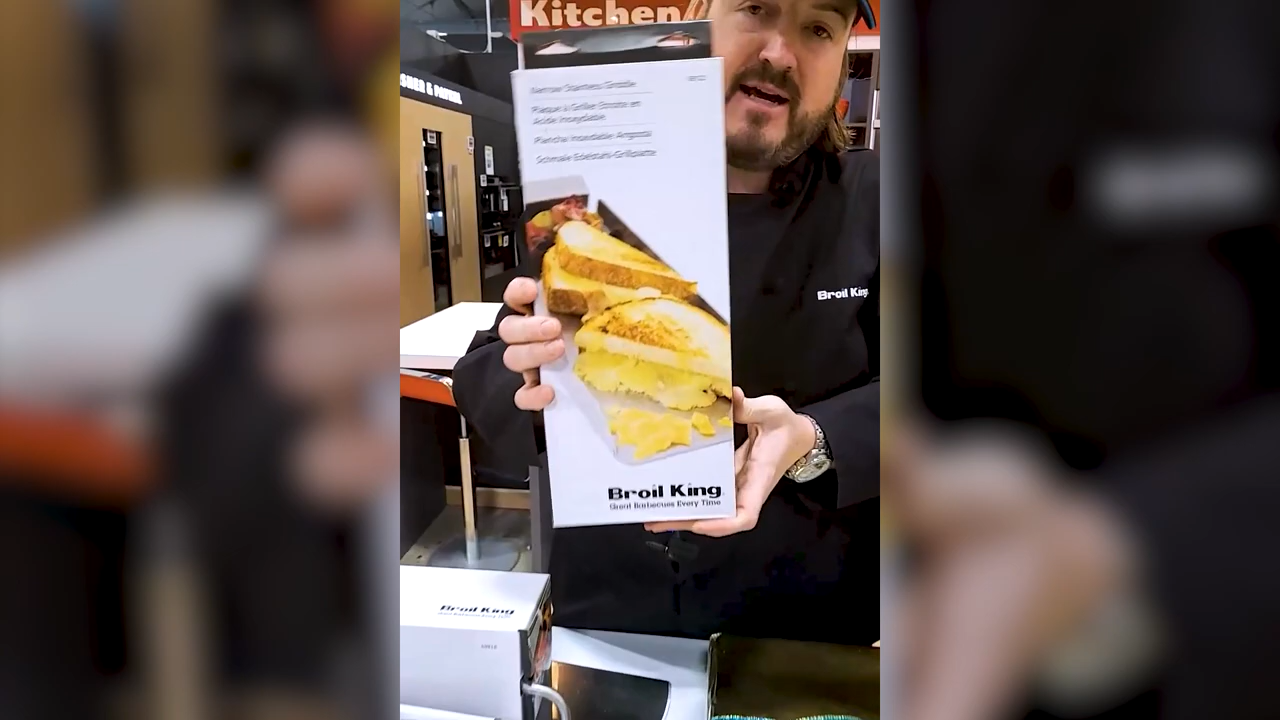 Kitchen
Narrow Stainless Griddle
Plaque à Griller Étroite en
Acide Inoxydable
Plancha Inoxidable Angosta
Schmale Edelstahl-Grillplatte
Broil King
Broil King
Great Barbecues Every Time
Broil King